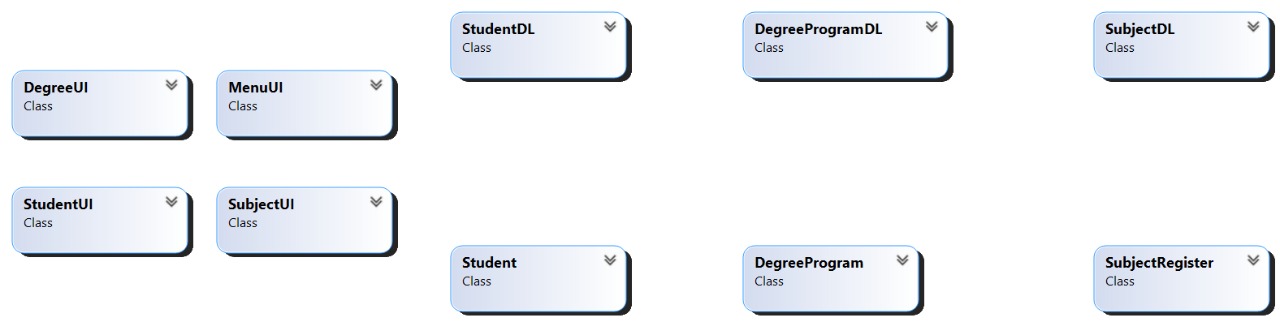 StudentDL
Class
DegreeProgramDL
Class
SubjectDL
Class
DegreeUI
Class
MenuUI
Class
StudentUI
Class
SubjectUI
Class
Student
Class
DegreeProgram
Class
SubjectRegister
Class